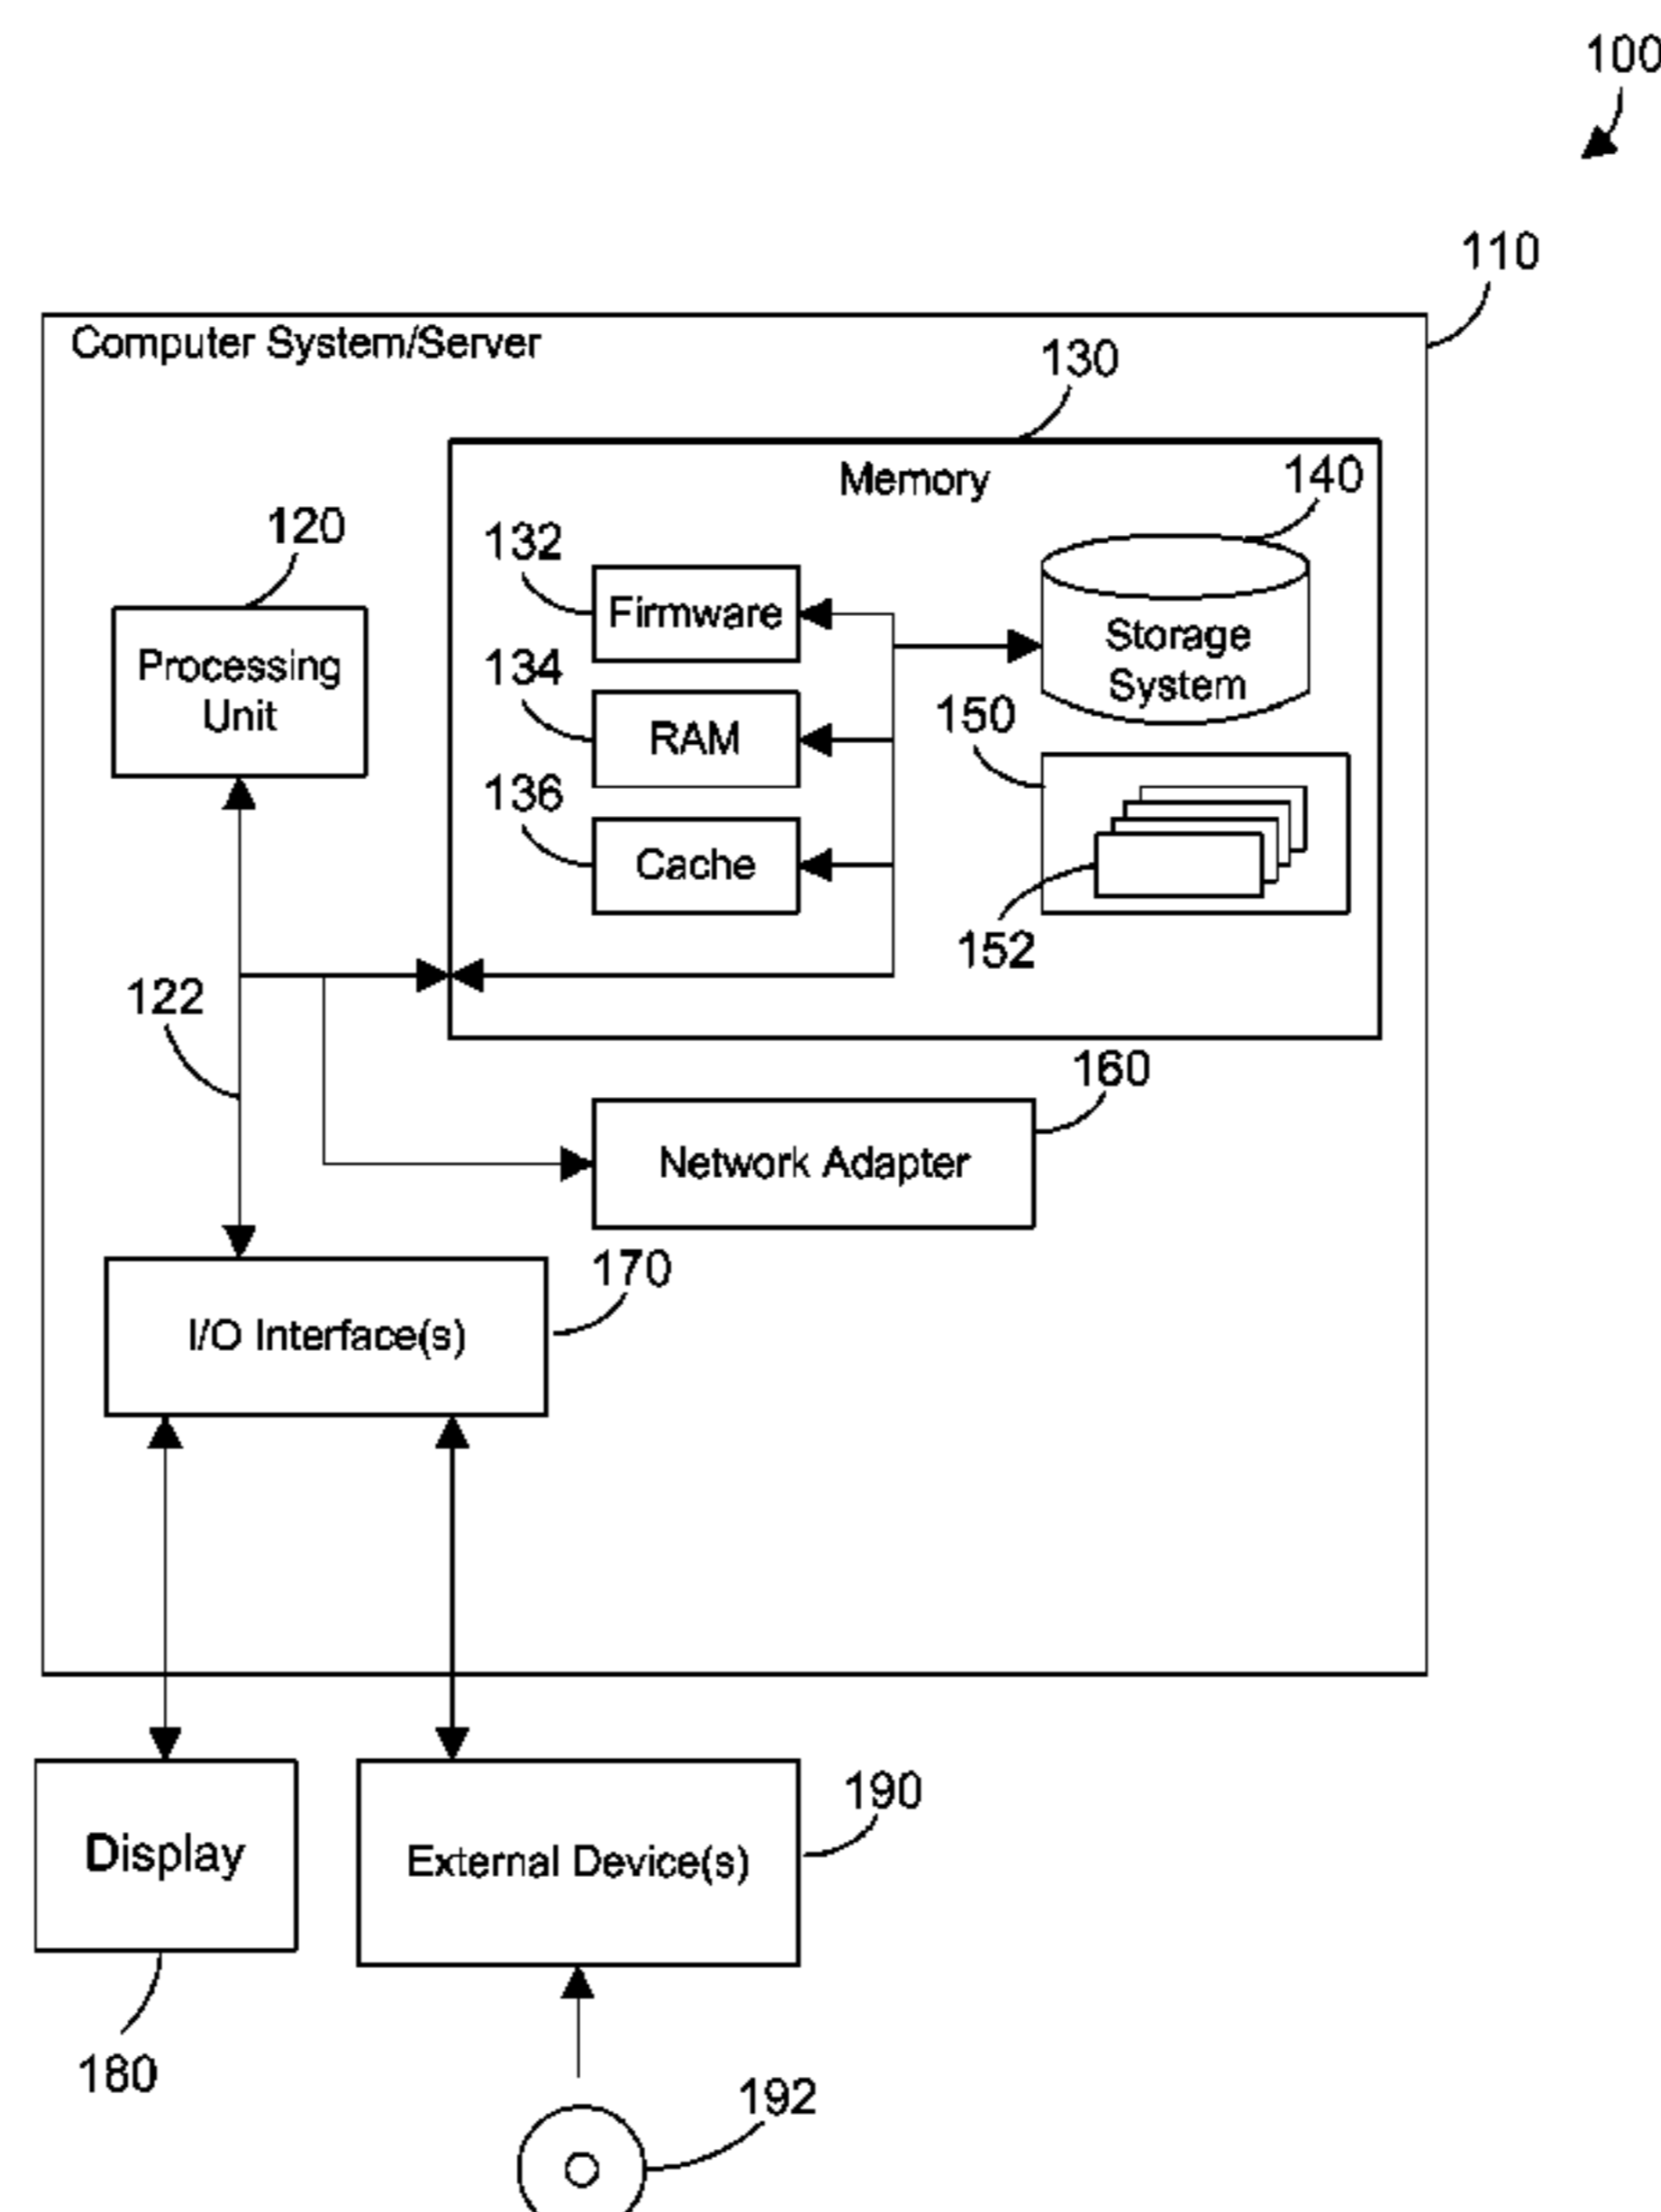 100
110
Computer System/Server
130
Memory
140
120
132
Firmware
Processing
Unit
Storage
System
134
RAM
150
136
Cache
152
122
160
Network Adapter
170
I/O Interface(s)
190
Display
External Device(s)
180
192